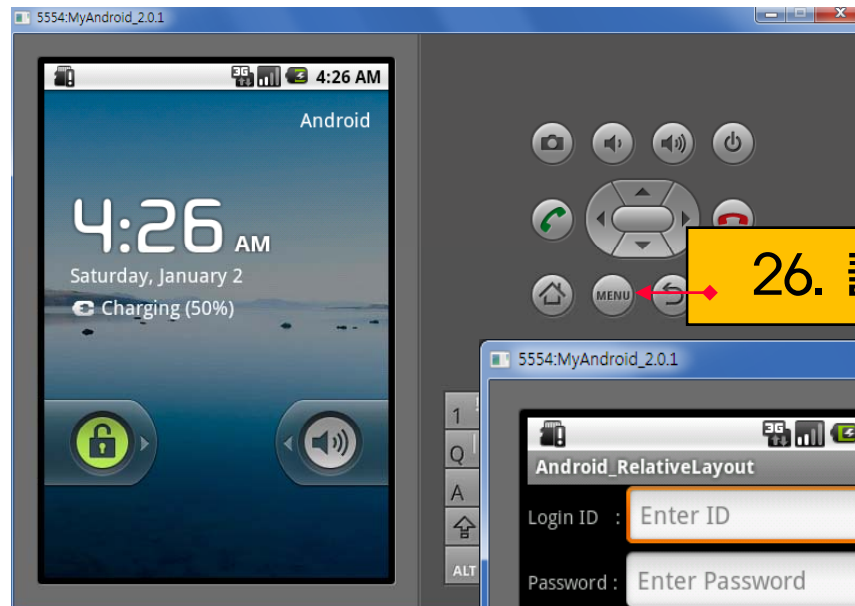 5554:MyAndroid_2.0.1
4:26 AM
Android
4:26 AM
Saturday, January 2
Charging (50%)
MENU
26.
5554:MyAndroid_2.0.1
1
Q
A
ALT
3G
3G
Android_RelativeLayout
Login ID :
Enter ID
Password :
Enter Password